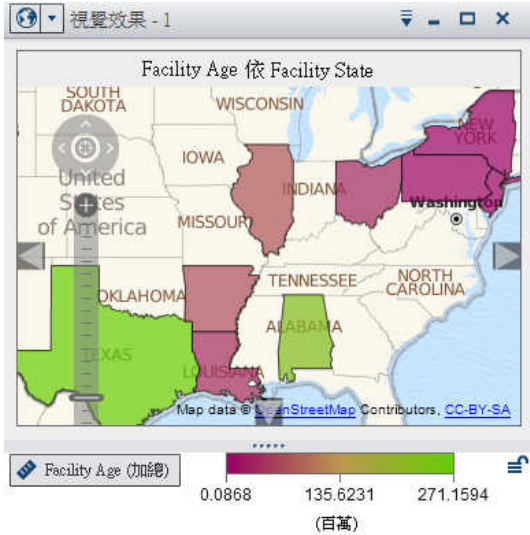 視覺效果 - 1
Facility Age 依 Facility State
SOUTH
DAKOTA
WISCONSIN
NEW
YORK
IOWA
INDIANA
United
States
of America
Washington
MISSOURI
OKLAHOMA
TENNESSEE
NORTH
CAROLINA
ALABAMA
TEXAS
LOUISIANA
Map data © OpenStreetMap Contributors, CC-BY-SA
Facility Age (加總)
0.0868 135.6231 271.1594
(百萬)